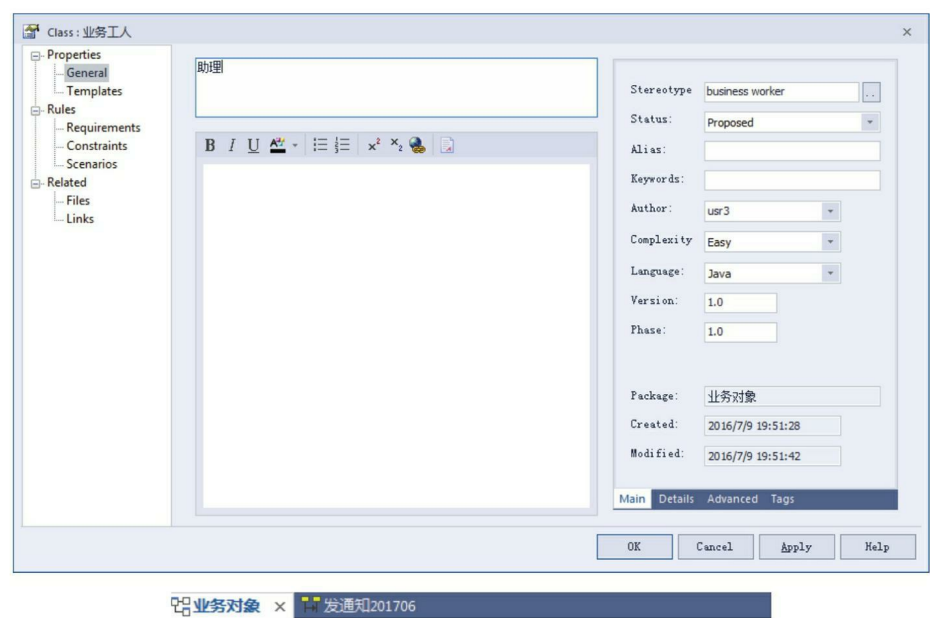 Class : 业务工人
Properties
General
Templates
Rules
Requirements
Constraints
Scenarios
Related
Files
Links
助理
B I U
Stereotype business worker ..
Status: Proposed
Alias:
Keywords:
Author: usr3
Complexity Easy
Language: Java
Version: 1.0
Phase: 1.0
Package: 业务对象
Created: 2016/7/9 19:51:28
Modified: 2016/7/9 19:51:42
Main Details Advanced Tags
OK Cancel Apply Help
业务对象 × 发通知201706